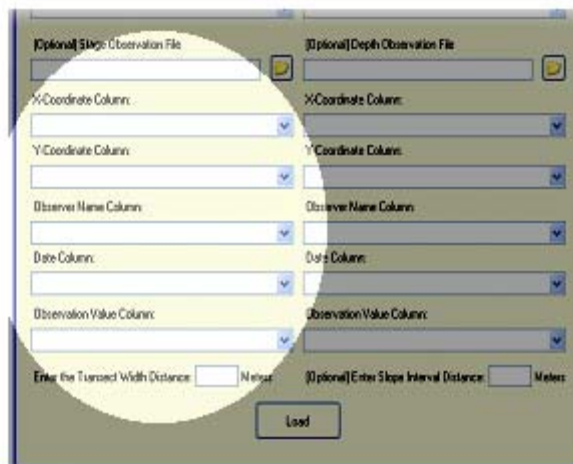 [Optional] Stage Observation File
[Optional] Depth Observation File
X-Coordinate Column:
X-Coordinate Column:
Y-Coordinate Column:
Y-Coordinate Column:
Observer Name Column:
Observer Name Column:
Date Column:
Date Column:
Observation Value Column:
Observation Value Column:
Enter the Transect Width Distance: Meters
[Optional] Enter Slope Interval Distance: Meters
Load